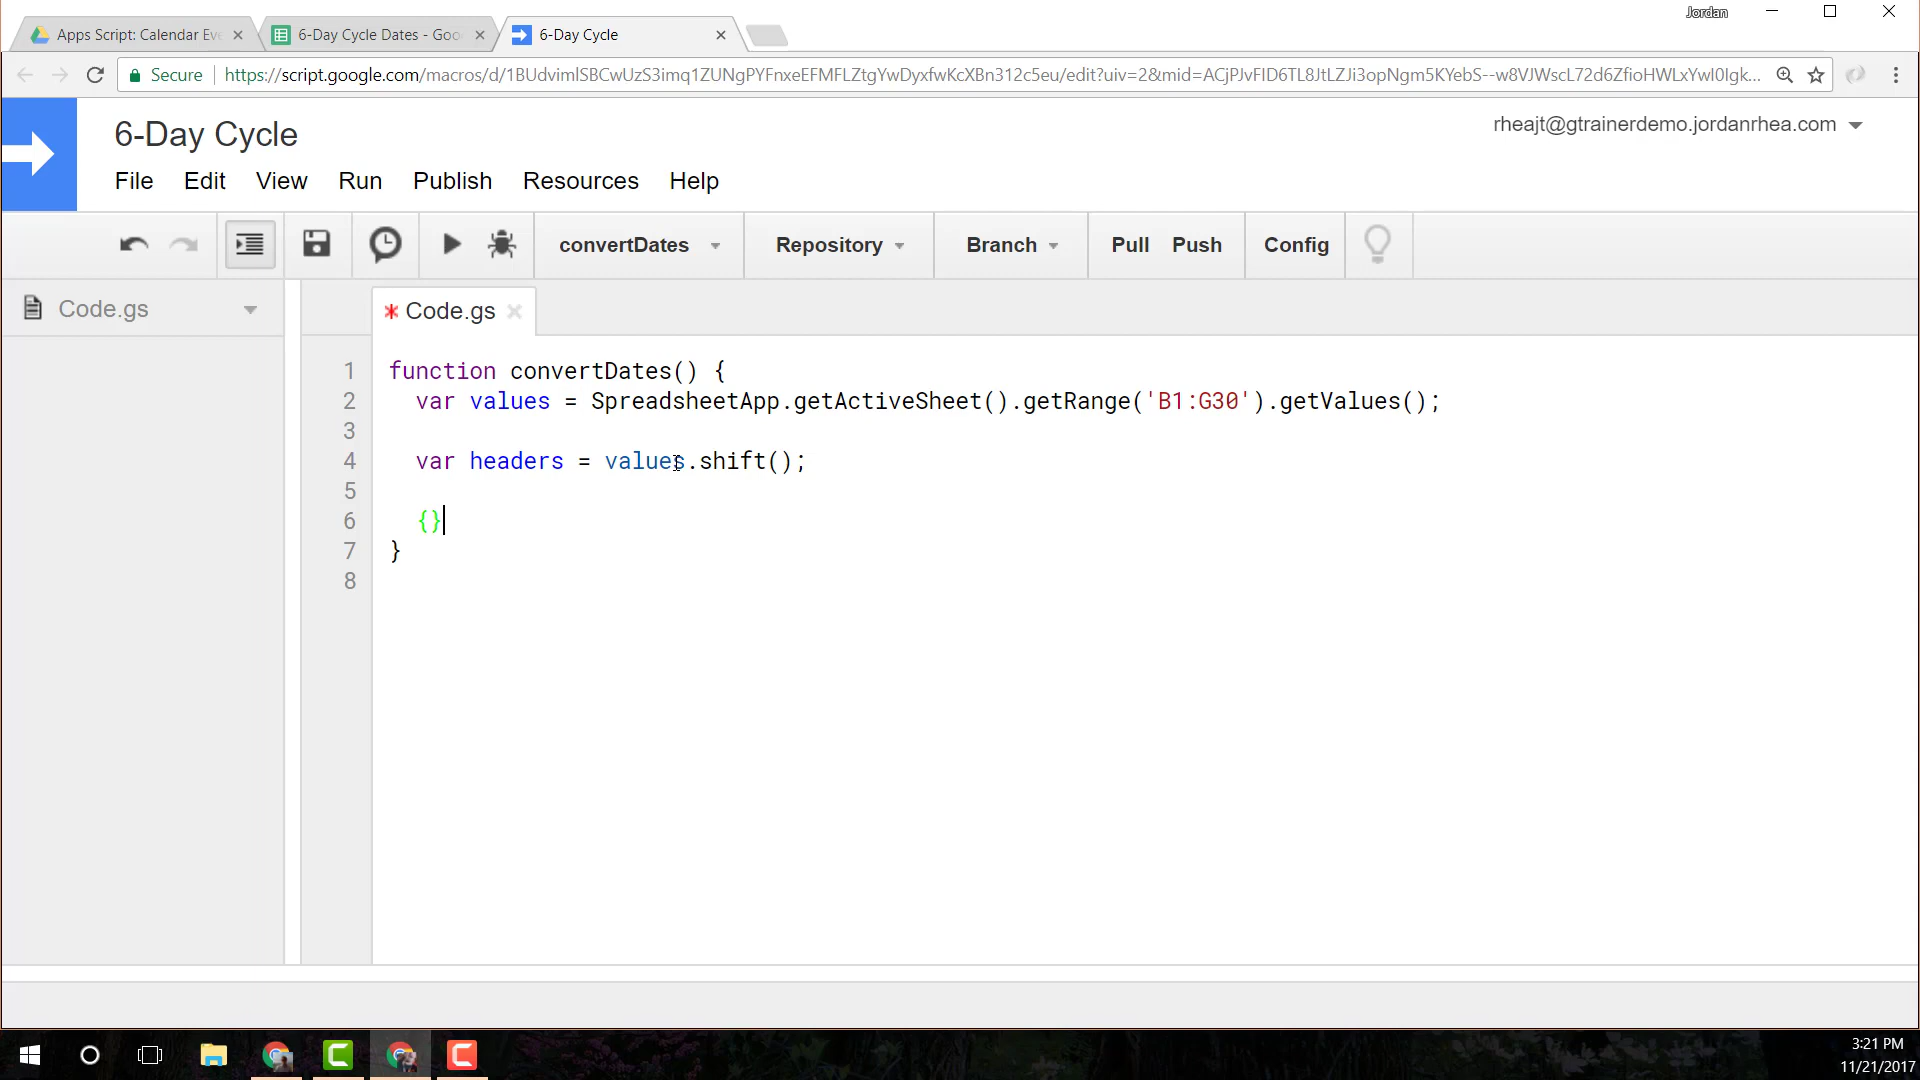 Jordan
Apps Script: Calendar Eve
6-Day Cycle Dates - Goo
6-Day Cycle
Secure
https://script.google.com/macros/d/1BUdvimlSBCwUzS3imq1ZUNgPYFnxeEFMFLZtgYwDyxfwKcXBn312c5eu/edit?uiv=2&mid=ACjPJvFID6TL8JtLZJi3opNgm5KYebS--w8VJWscL72d6ZfioHWLxYwI0Igk...
6-Day Cycle
rheajt@gtrainerdemo.jordanrhea.com
File Edit View Run Publish Resources Help
convertDates Repository Branch Pull Push Config
Code.gs
* Code.gs
1 function convertDates() {
2 var values = SpreadsheetApp.getActiveSheet().getRange('B1:G30').getValues();
3
4 var headers = values.shift();
5
6 {}
7 }
8
3:21 PM
11/21/2017